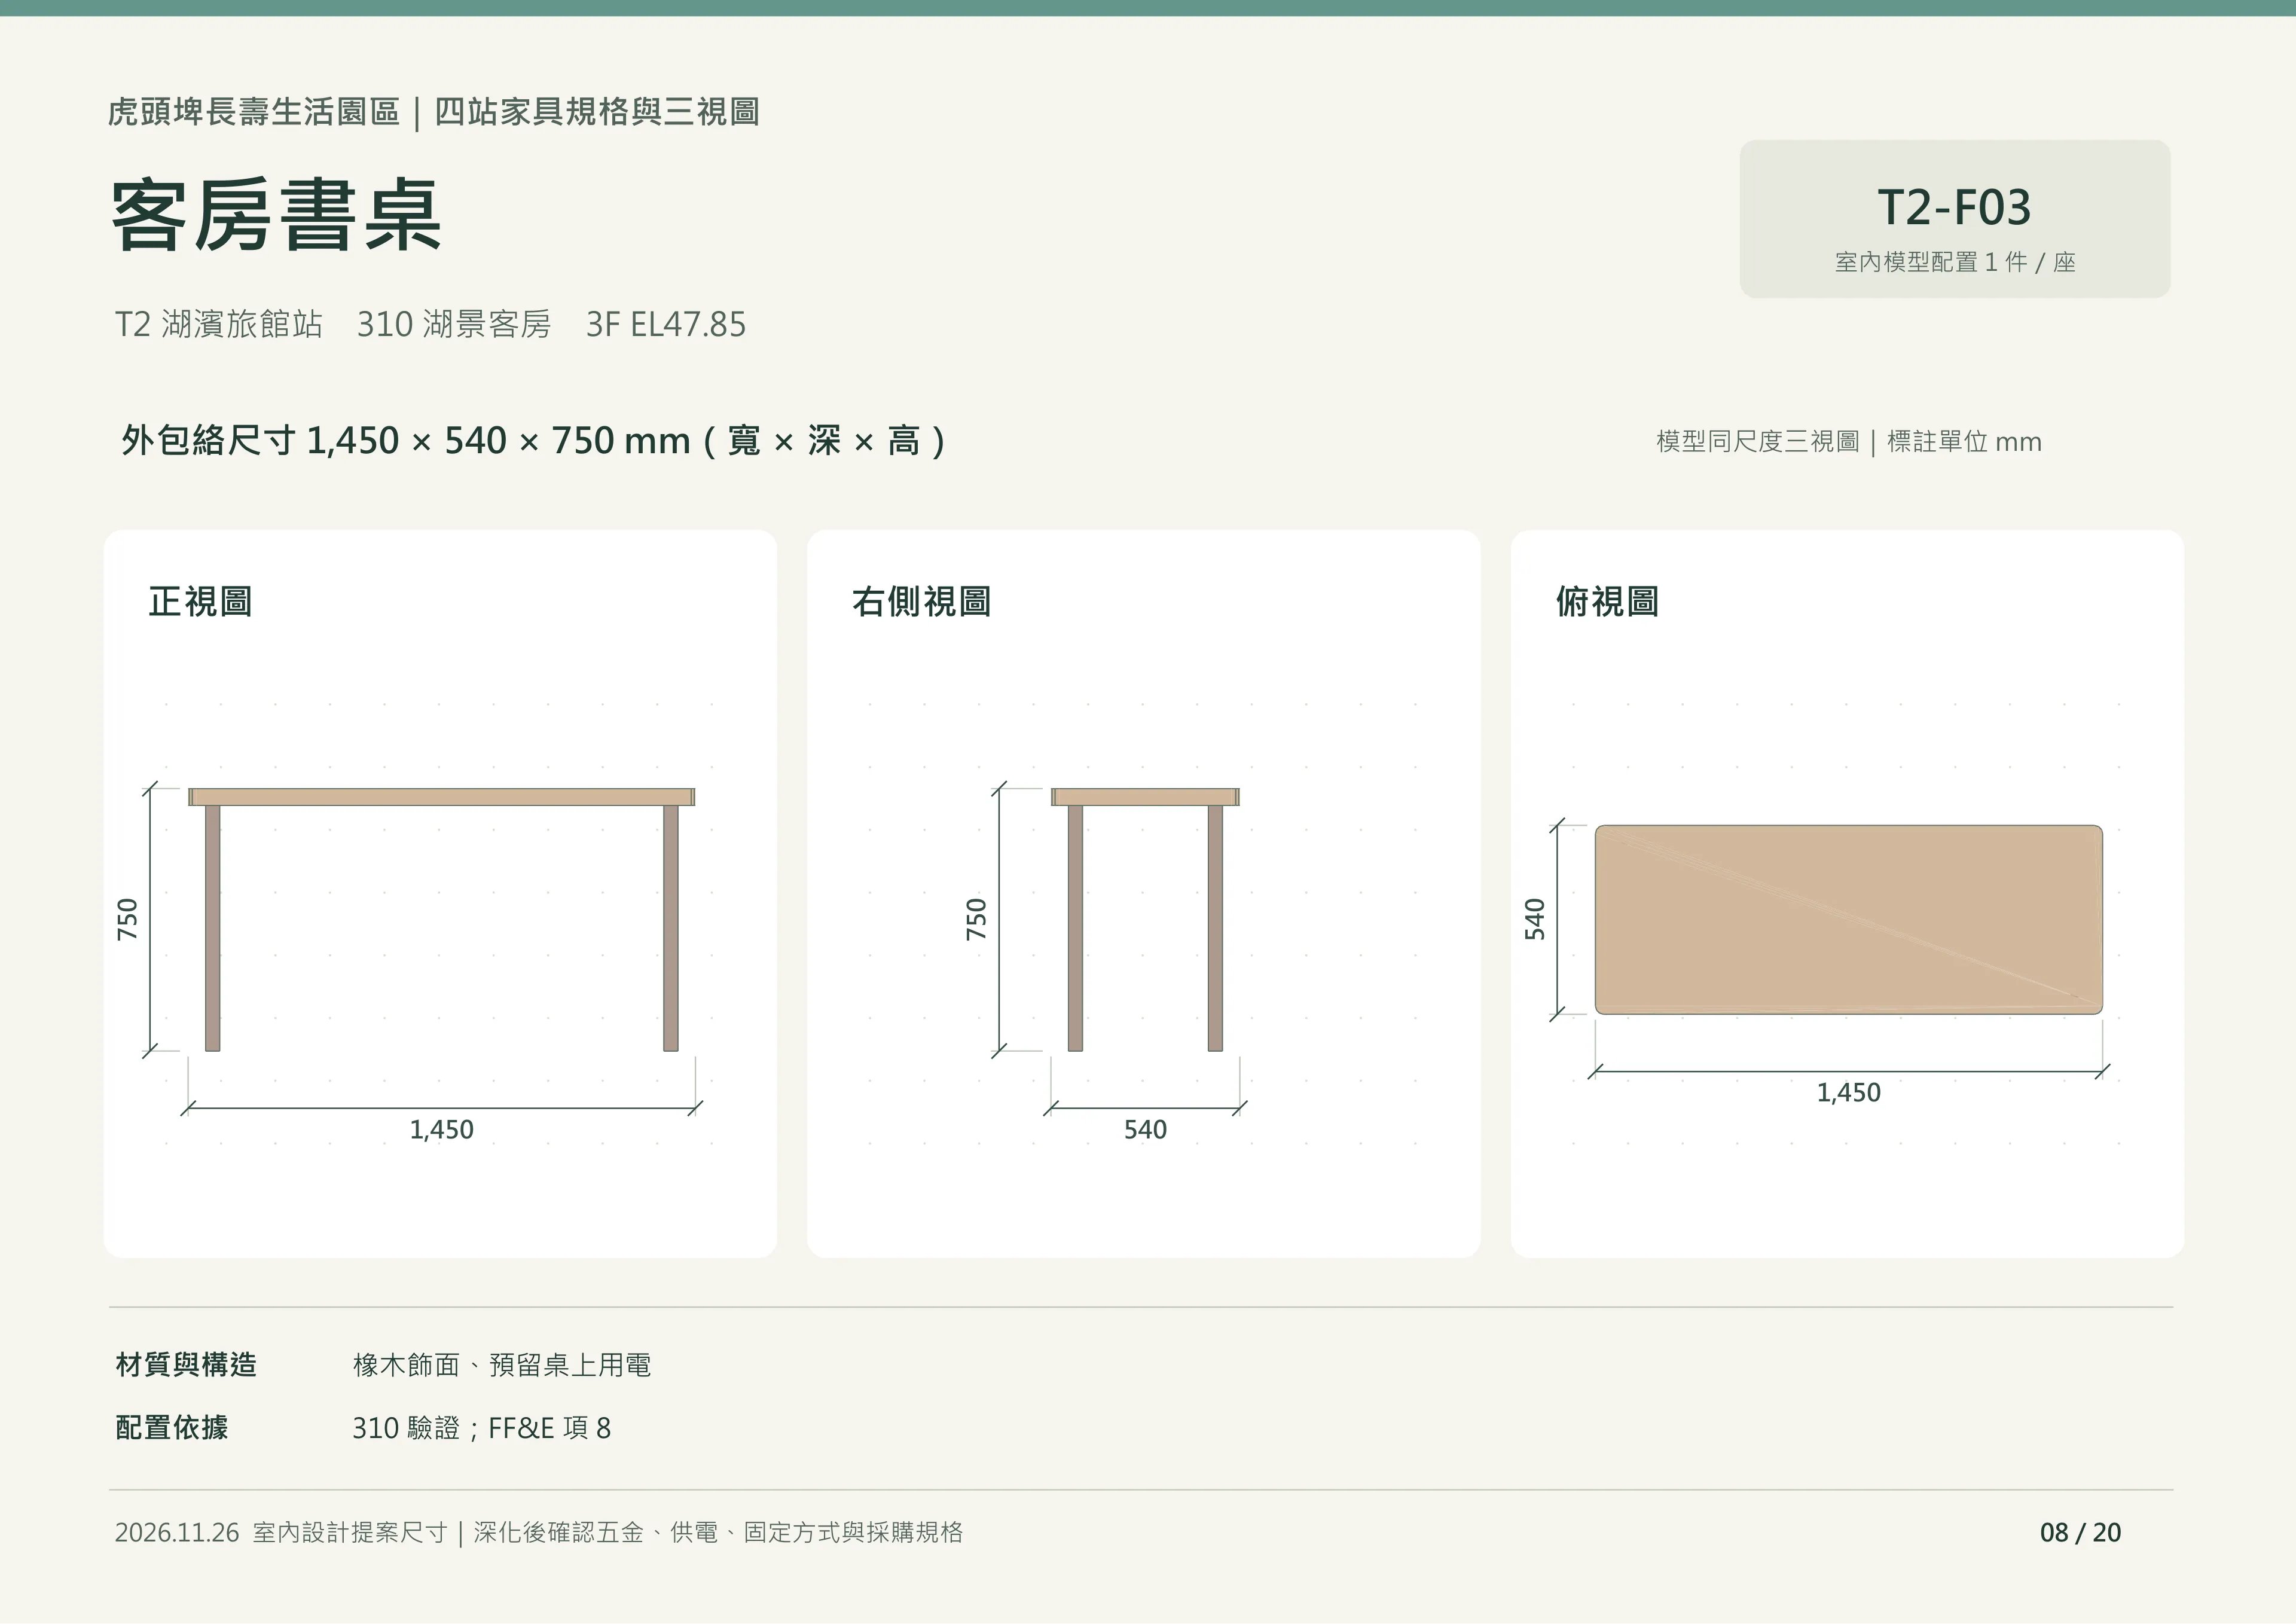 虎頭埤長壽生活園區 | 四站家具規格與三視圖
客房書桌
T2-F03
室內模型配置 1 件 / 座
T2 湖濱旅館站 310 湖景客房 3F EL47.85
外包絡尺寸 1,450 × 540 × 750 mm ( 寬 × 深 × 高 )
模型同尺度三視圖 | 標註單位 mm
正視圖
750
1,450
右側視圖
750
540
俯視圖
540
1,450
材質與構造 橡木飾面、預留桌上用電
配置依據 310 驗證；FF&E 項 8
2026.11.26 室內設計提案尺寸 | 深化後確認五金、供電、固定方式與採購規格
08 / 20